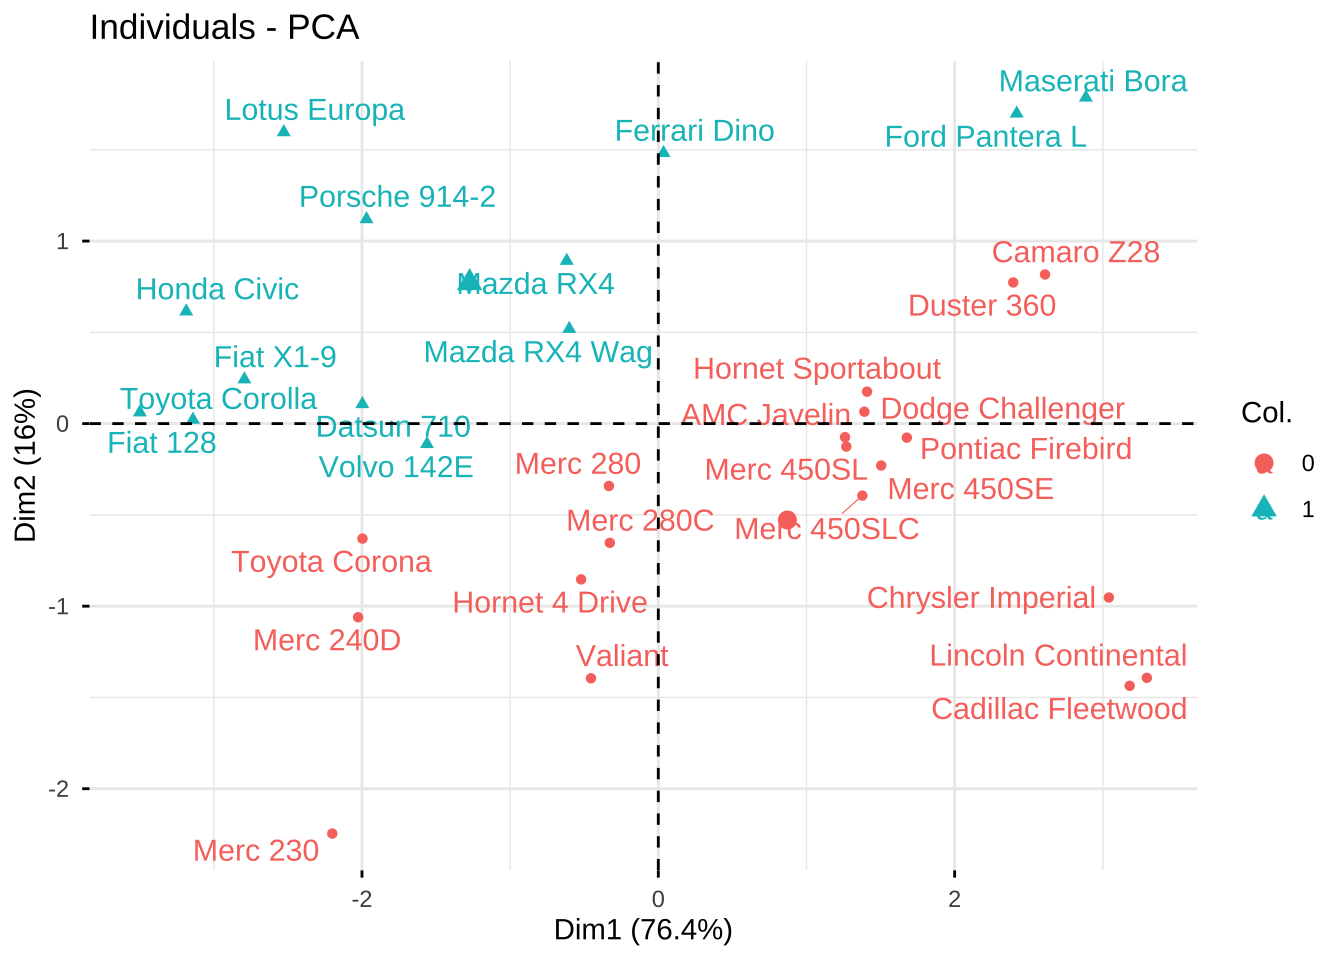 Individuals - PCA
Maserati Bora
Lotus Europa
Ferrari Dino
Ford Pantera L
Porsche 914-2
1
Camaro Z28
Honda Civic
Mazda RX4
Duster 360
Mazda RX4 Wag
Fiat X1-9
Hornet Sportabout
Toyota Corolla
AMC Javelin
Dodge Challenger
Col.
0
Datsun 710
Fiat 128
Pontiac Firebird
Volvo 142E
Merc 280
Merc 450SL
0
Merc 450SE
Dim2 (16%)
1
Merc 280C
Merc 450SLC
Toyota Corona
Chrysler Imperial
-1
Hornet 4 Drive
Merc 240D
Valiant
Lincoln Continental
Cadillac Fleetwood
-2
Merc 230
-2
0
2
Dim1 (76.4%)